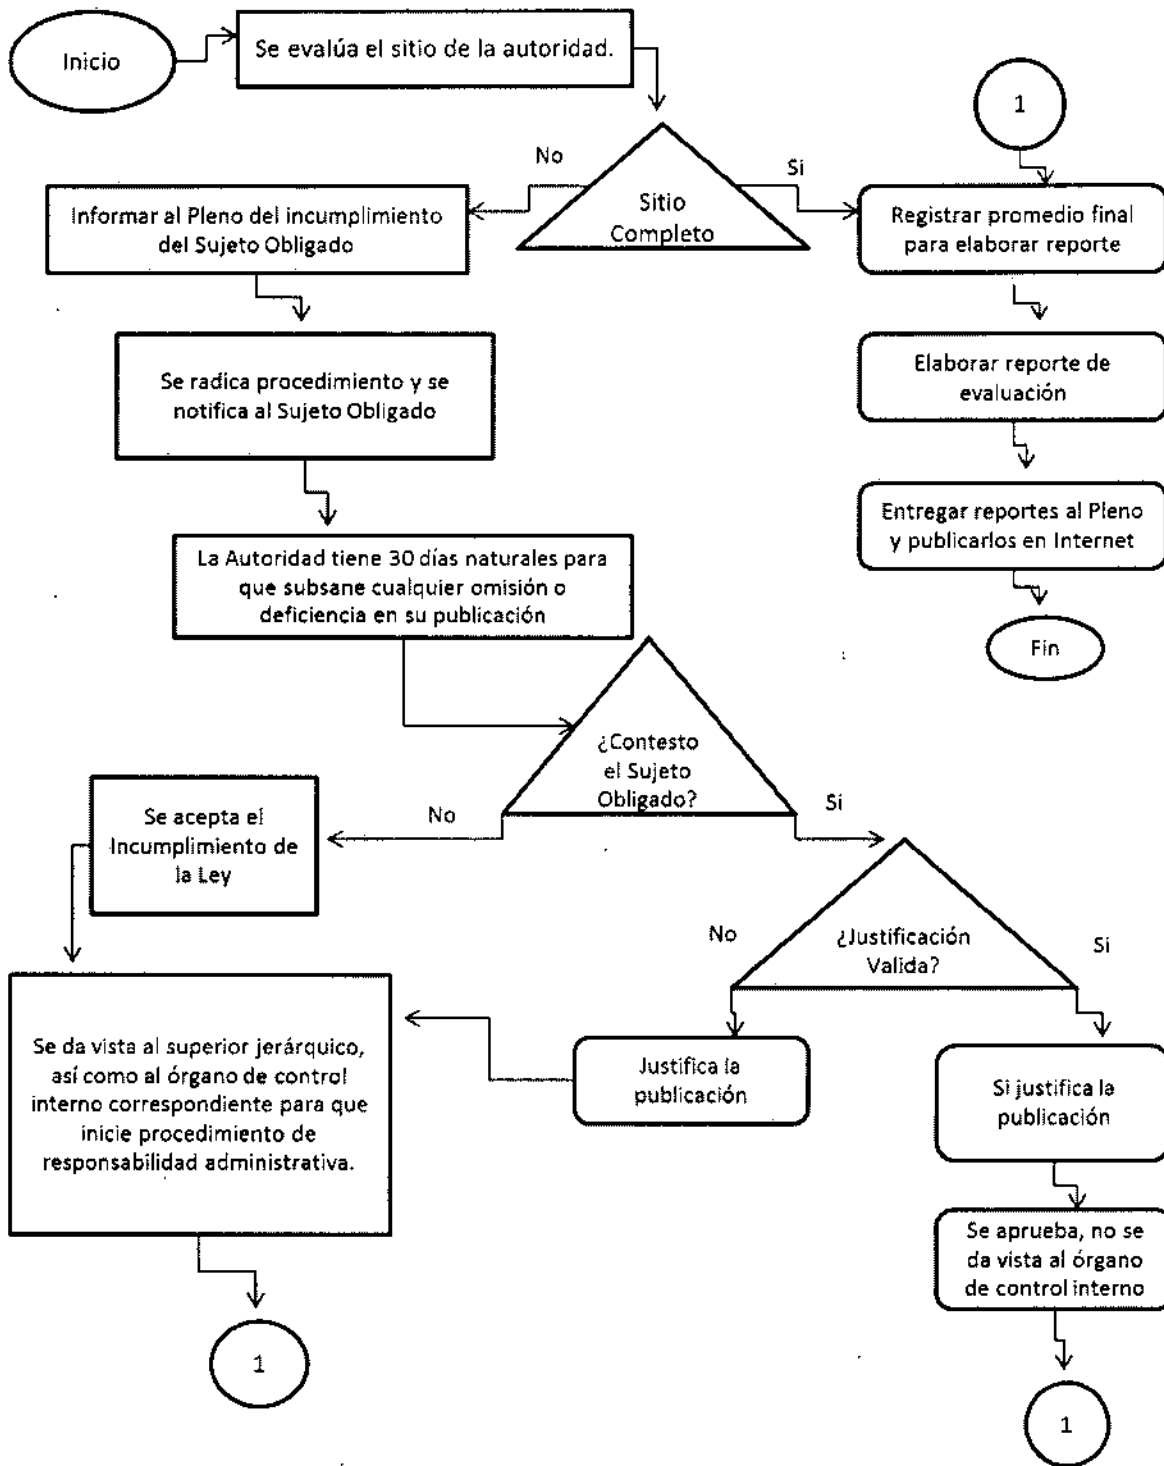 Inicio
Se evalúa el sitio de la autoridad.
1
No
Si
Sitio
Completo
Informar al Pleno del incumplimiento
del Sujeto Obligado
Registrar promedio final
para elaborar reporte
Se radica procedimiento y se
notifica al Sujeto Obligado
Elaborar reporte de
evaluación
Entregar reportes al Pleno
y publicarlos en Internet
La Autoridad tiene 30 días naturales para
que subsane cualquier omisión o
deficiencia en su publicación
Fin
¿Contesto
el Sujeto
Obligado?
No
Si
Se acepta el
Incumplimiento de
la Ley
¿Justificación
Valida?
No
Si
Se da vista al superior jerárquico,
así como al órgano de control
interno correspondiente para que
inicie procedimiento de
responsabilidad administrativa.
Justifica la
publicación
Si justifica la
publicación
Se aprueba, no se
da vista al órgano
de control interno
1
1